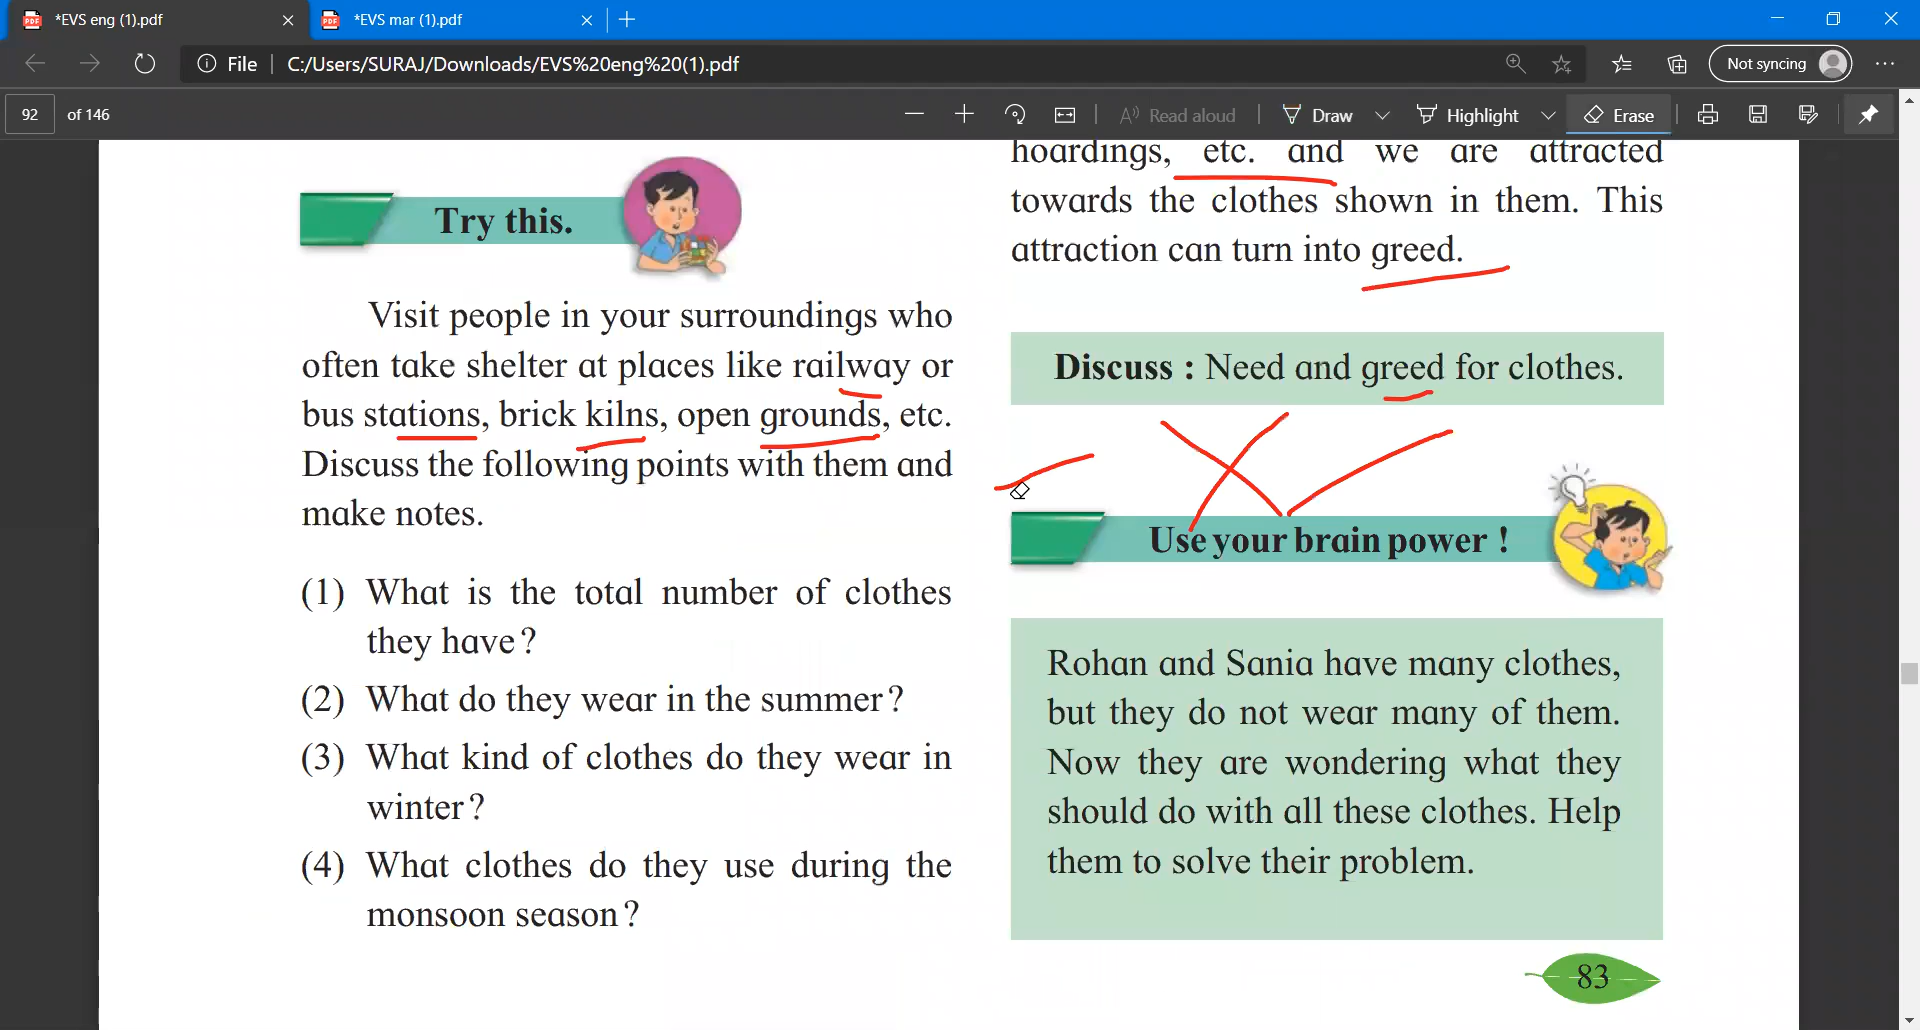 *EVS eng (1).pdf
*EVS mar (1).pdf
File
C:/Users/SURAJ/Downloads/EVS%20eng%20(1).pdf
Not syncing
92 of 146
Read aloud
Draw
Highlight
Erase
Try this.
Visit people in your surroundings who
often take shelter at places like railway or
bus stations, brick kilns, open grounds, etc.
Discuss the following points with them and
make notes.
(1) What is the total number of clothes
they have?
(2) What do they wear in the summer?
(3) What kind of clothes do they wear in
winter?
(4) What clothes do they use during the
monsoon season?
hoardings, etc. and we are attracted
towards the clothes shown in them. This
attraction can turn into greed.
Discuss : Need and greed for clothes.
Use your brain power !
Rohan and Sania have many clothes,
but they do not wear many of them.
Now they are wondering what they
should do with all these clothes. Help
them to solve their problem.
83